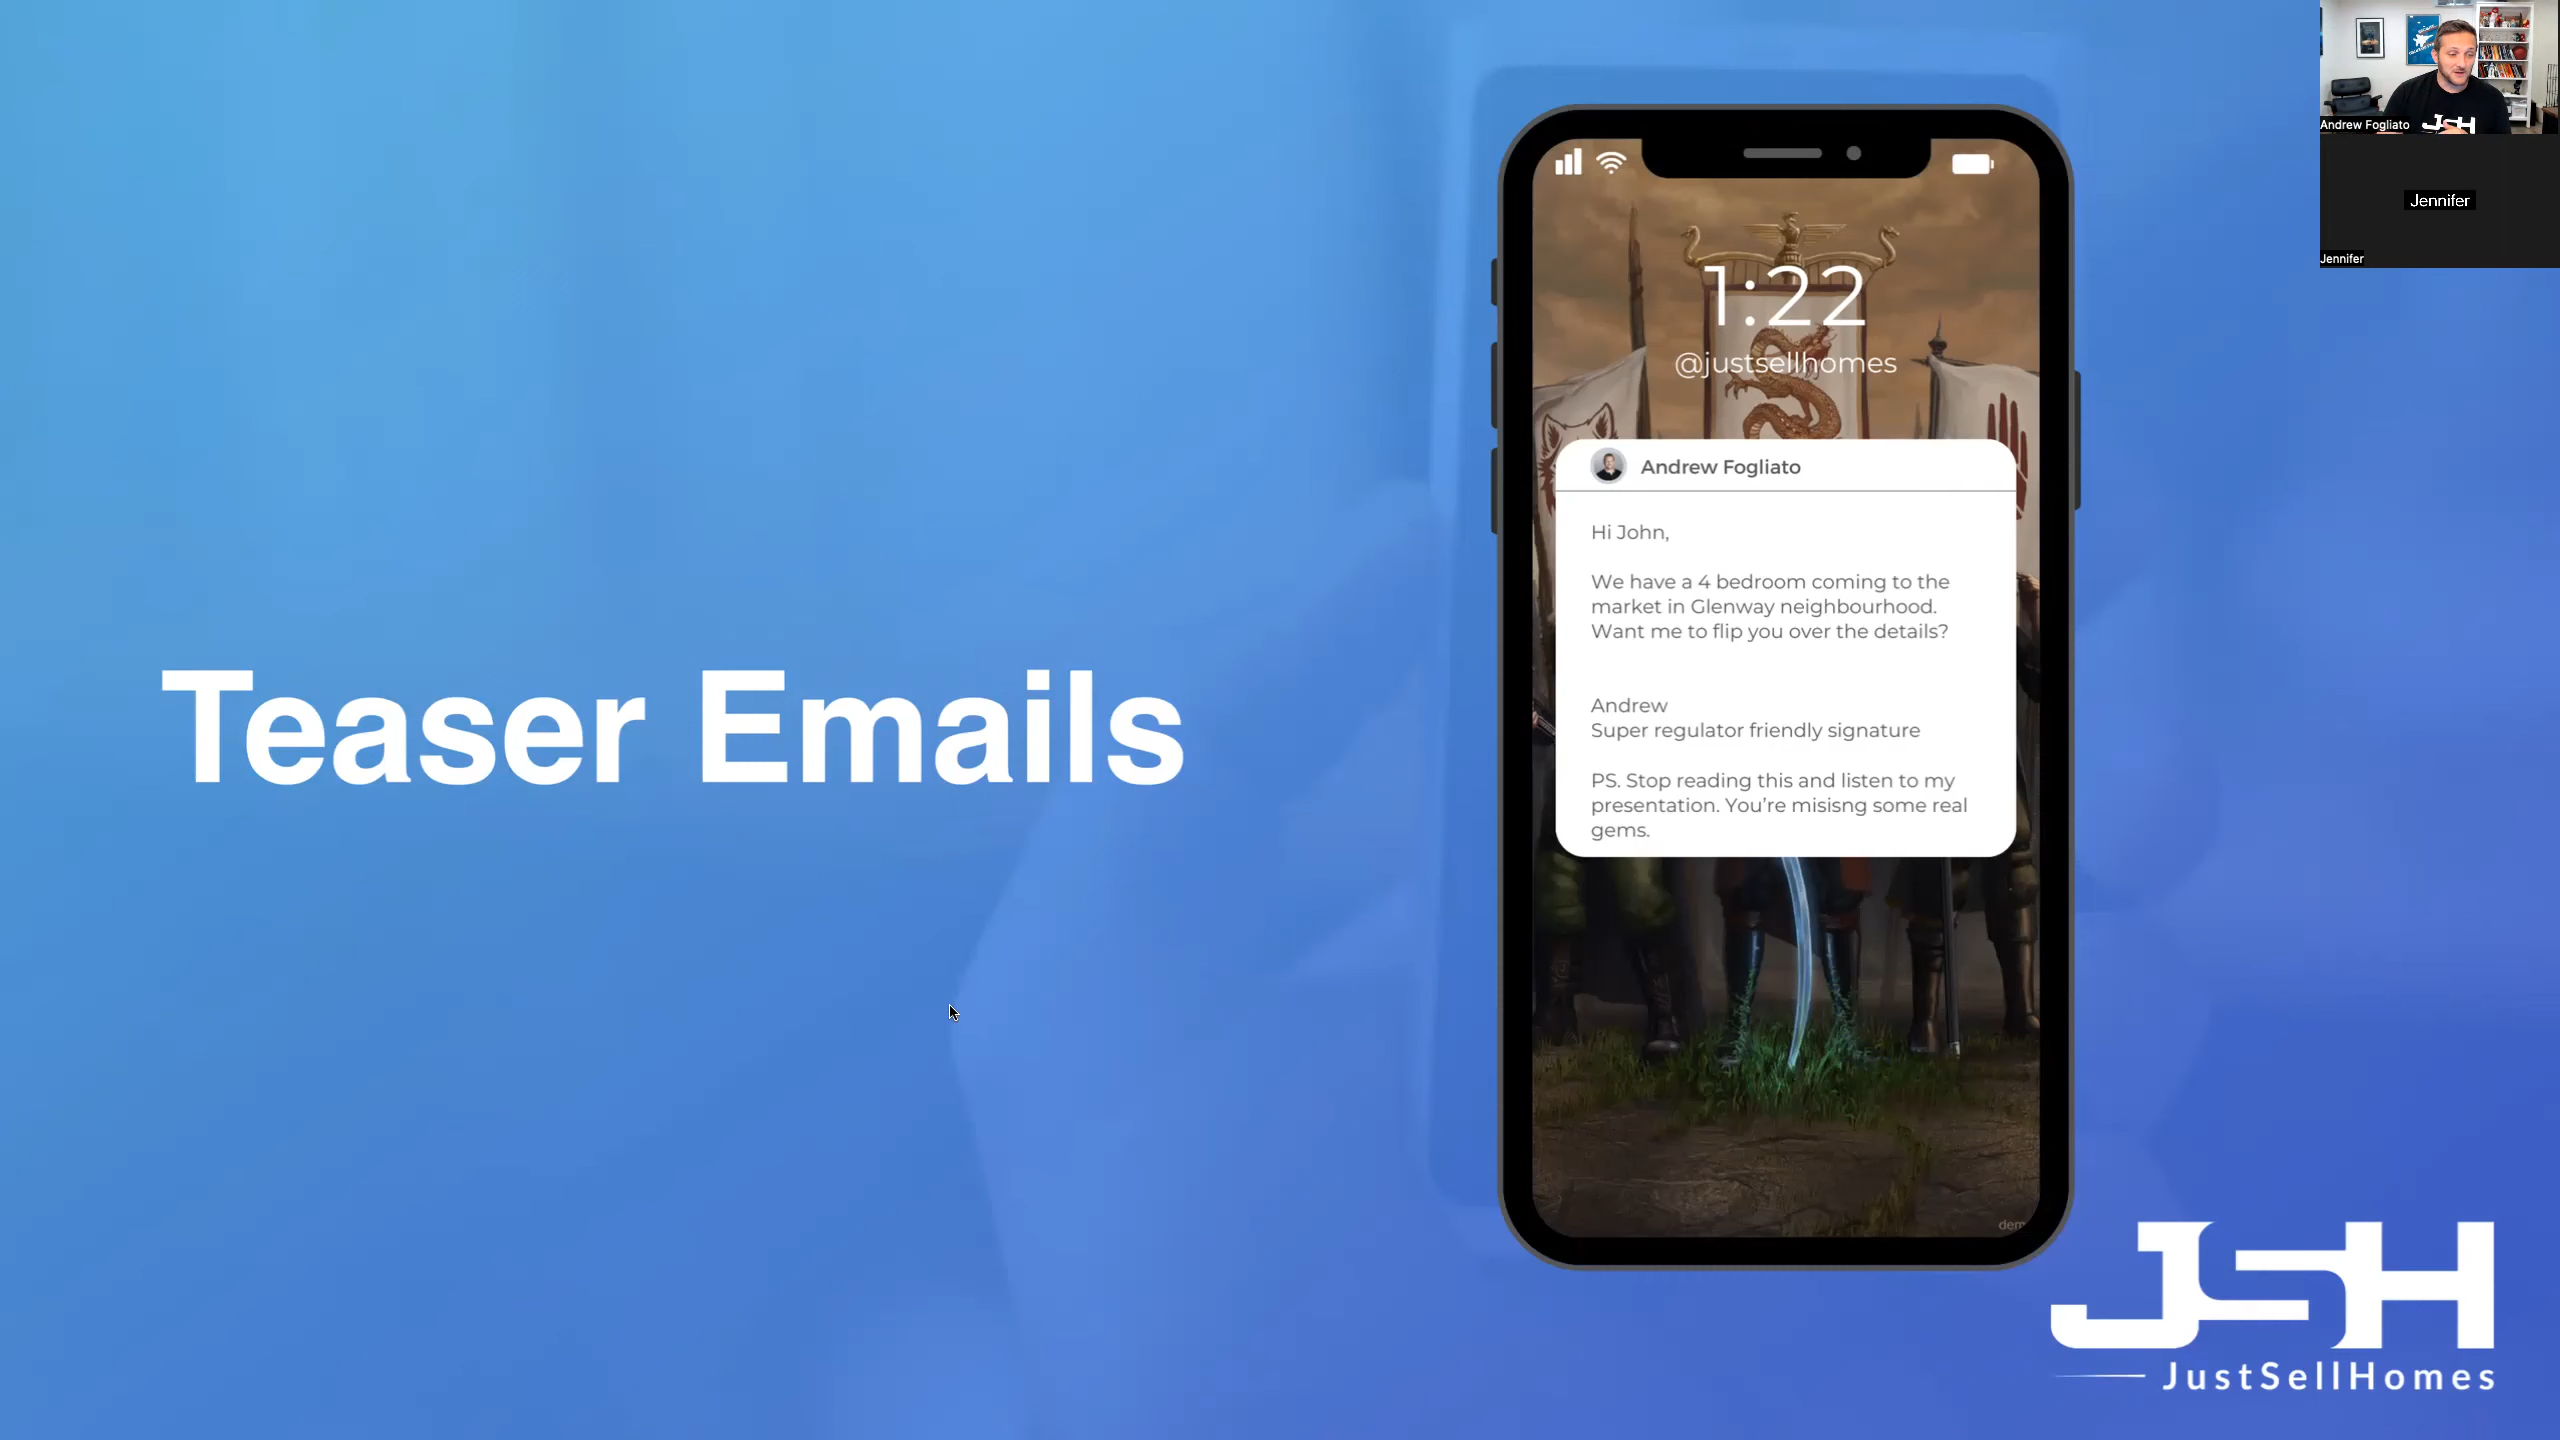 Teaser Emails
1:22
@justsellhomes
Andrew Fogliato
Hi John,
We have a 4 bedroom coming to the
market in Glenway neighbourhood.
Want me to flip you over the details?
Andrew
Super regulator friendly signature
PS. Stop reading this and listen to my
presentation. You’re misisng some real
gems.
dem
JSH
JustSellHomes
JSH
Andrew Fogliato
Jennifer
Jennifer